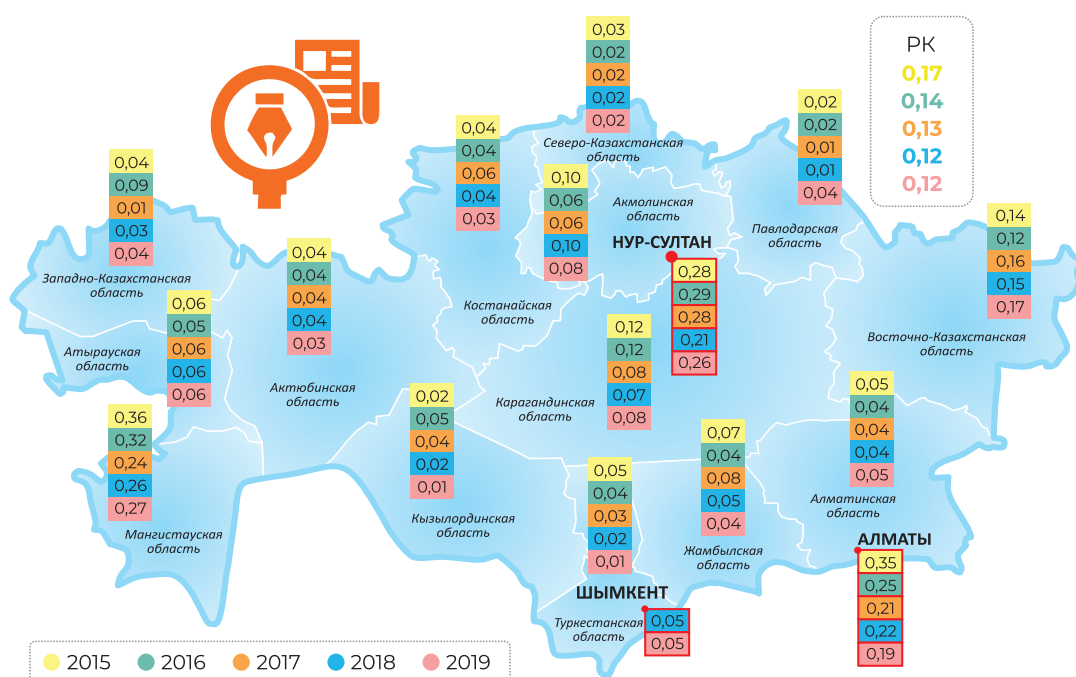 РК
0,17
0,14
0,13
0,12
0,12
0,03
0,02
0,02
0,02
0,02
Северо-Казахстанская
область
0,02
0,02
0,01
0,01
0,04
Павлодарская
область
0,04
0,04
0,06
0,04
0,03
Костанайская
область
0,10
0,06
0,06
0,10
0,08
Акмолинская
область
НУР-СУЛТАН
0,28
0,29
0,28
0,21
0,26
0,04
0,09
0,01
0,03
0,04
Западно-Казахстанская
область
0,14
0,12
0,16
0,15
0,17
Восточно-Казахстанская
область
0,04
0,04
0,04
0,04
0,03
Актюбинская
область
0,06
0,05
0,06
0,06
0,06
Атырауская
область
0,12
0,12
0,08
0,07
0,08
Карагандинская
область
0,36
0,32
0,24
0,26
0,27
Мангистауская
область
0,02
0,05
0,04
0,02
0,01
Кызылординская
область
0,05
0,04
0,04
0,04
0,05
Алматинская
область
0,07
0,04
0,08
0,05
0,04
Жамбылская
область
0,05
0,04
0,03
0,02
0,01
ШЫМКЕНТ
Туркестанская
область
0,05
0,05
АЛМАТЫ
0,35
0,25
0,21
0,22
0,19
2015 2016 2017 2018 2019